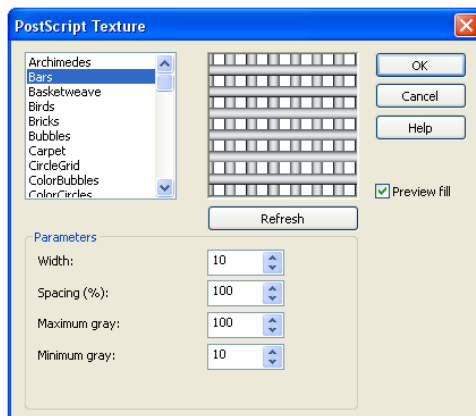 PostScript Texture
Archimedes
Bars
Basketweave
Birds
Bricks
Bubbles
Carpet
CircleGrid
ColorBubbles
ColorCircles
OK
Cancel
Help
Preview fill
Refresh
Parameters
Width: 10
Spacing (%): 100
Maximum gray: 100
Minimum gray: 10